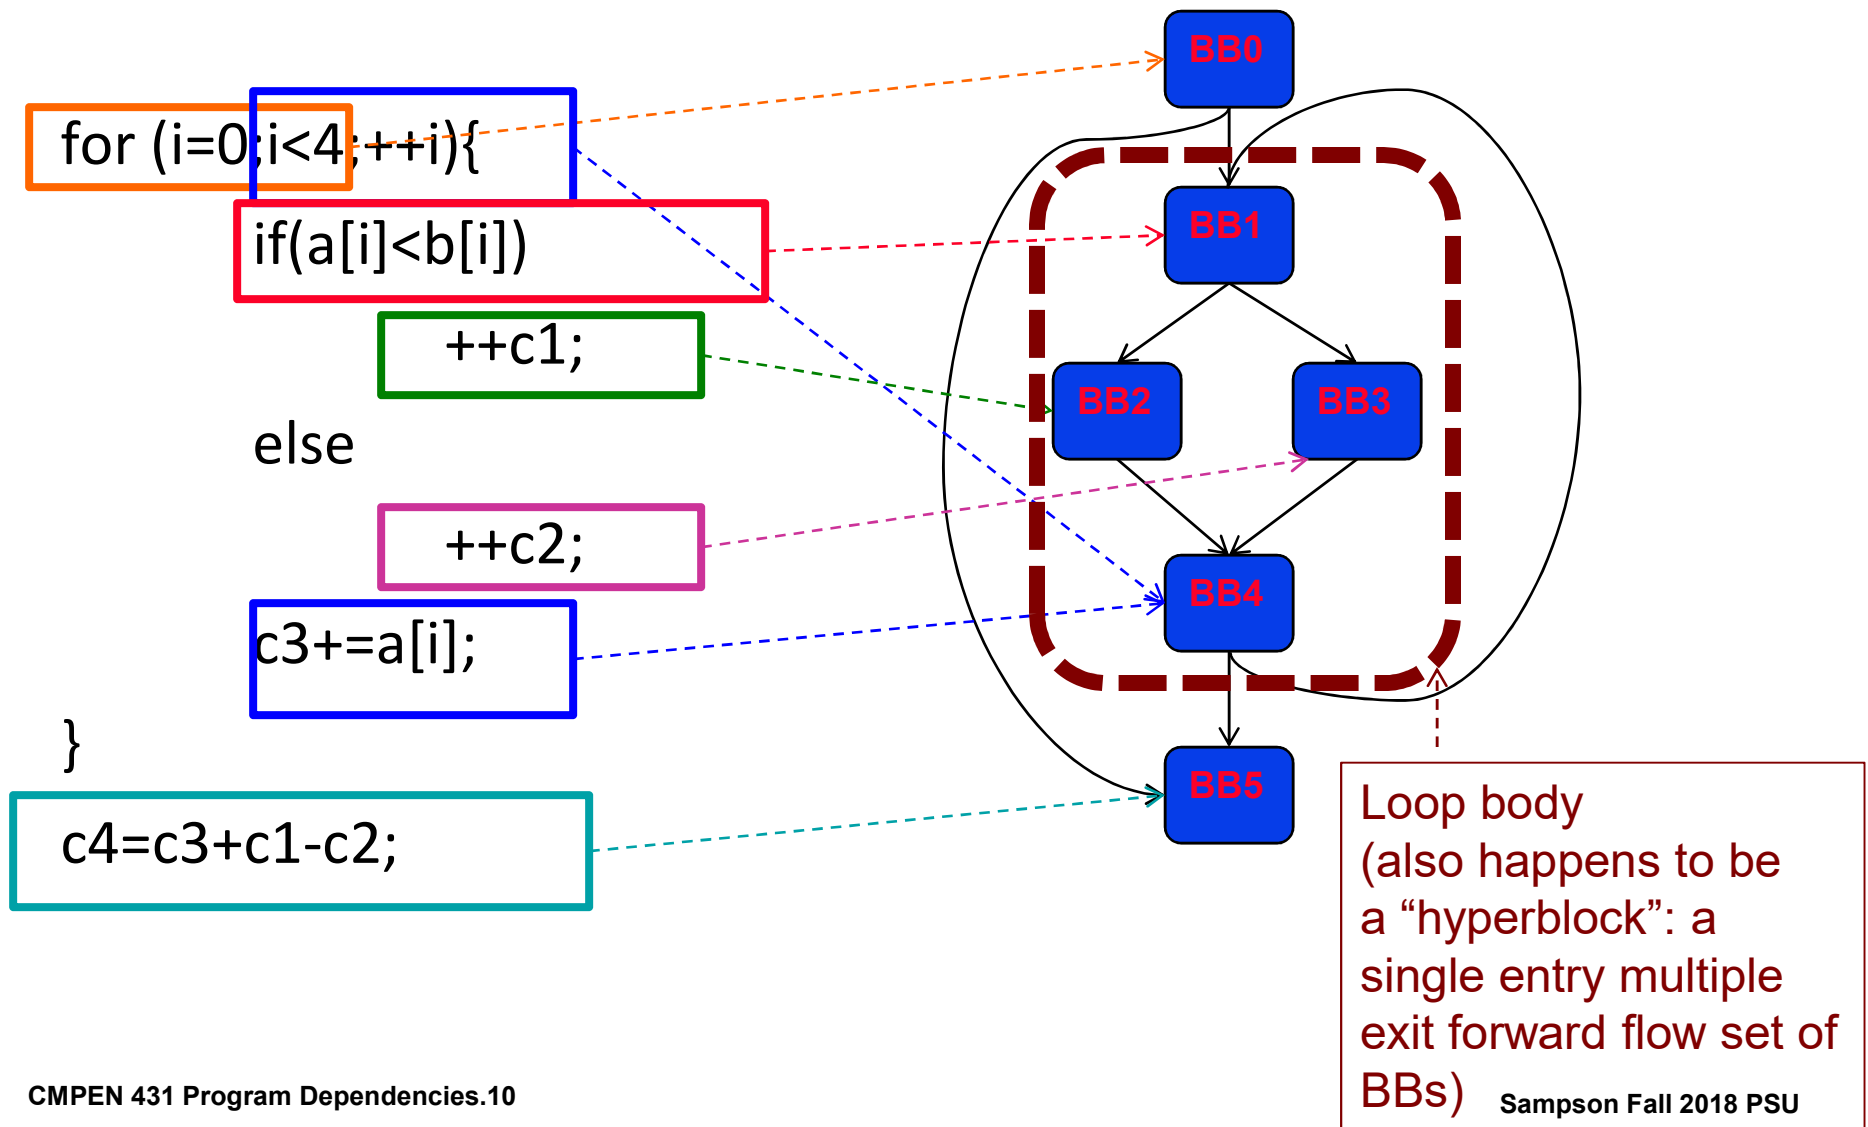 for (i=0;i<4;++i){
if(a[i]<b[i])
++c1;
else
++c2;
c3+=a[i];
}
c4=c3+c1-c2;
BB0
BB1
BB2
BB3
BB4
BB5
Loop body
(also happens to be
a “hyperblock”: a
single entry multiple
exit forward flow set of
BBs)
CMPEN 431 Program Dependencies.10
Sampson Fall 2018 PSU